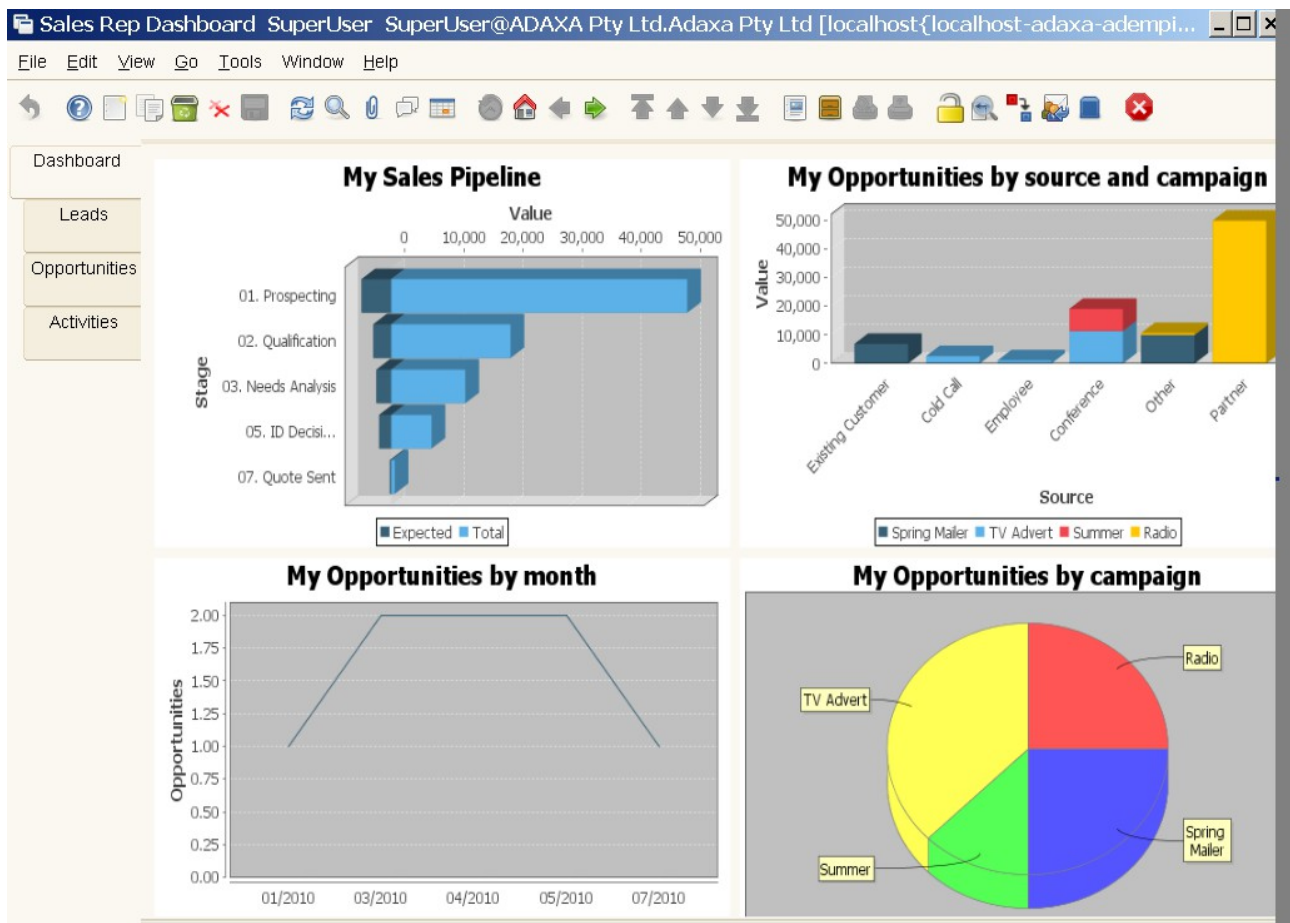 Sales Rep Dashboard SuperUser SuperUser@ADAXA Pty Ltd.Adaxa Pty Ltd [localhost{localhost-adaxa-adempi...
File Edit View Go Tools Window Help
Dashboard
Leads
Opportunities
Activities
My Sales Pipeline
Value
0 10,000 20,000 30,000 40,000 50,000
Stage
01. Prospecting
02. Qualification
03. Needs Analysis
05. ID Decisi...
07. Quote Sent
Expected Total
My Opportunities by source and campaign
Value
50,000
40,000
30,000
20,000
10,000
0
Existing Customer
Cold Call
Employee
Conference
Other
Partner
Source
Spring Mailer TV Advert Summer Radio
My Opportunities by month
Opportunities
2.00
1.75
1.50
1.25
1.00
0.75
0.50
0.25
0.00
01/2010 03/2010 04/2010 05/2010 07/2010
My Opportunities by campaign
Radio
TV Advert
Spring
Mailer
Summer